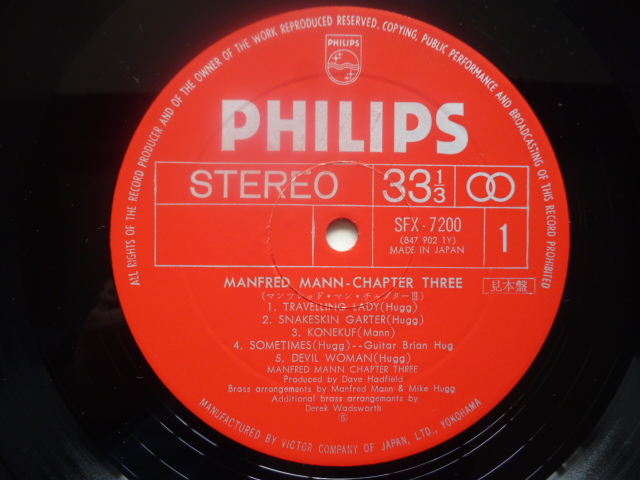 ALL RIGHTS OF THE RECORD PRODUCER AND OF THE OWNER OF THE WORK REPRODUCED RESERVED. COPYING, PUBLIC PERFORMANCE AND BROADCASTING OF THIS RECORD PROHIBITED
PHILIPS
PHILIPS
STEREO 33 1/3
SFX-7200
(847 902 1Y)
MADE IN JAPAN
1
MANFRED MANN-CHAPTER THREE
(マンフレッド・マン・チャプターⅢ) 見本盤
1. TRAVELLING LADY(Hugg)
2. SNAKESKIN GARTER(Hugg)
3. KONEKUF(Mann)
4. SOMETIMES(Hugg)--Guitar Brian Hug
5. DEVIL WOMAN(Hugg)
MANFRED MANN CHAPTER THREE
Produced by Dave Hadfield
Brass arrangements by Manfred Mann & Mike Hugg
Additional brass arrangements by
Derek Wadsworth
MANUFACTURED BY VICTOR COMPANY OF JAPAN, LTD., YOKOHAMA